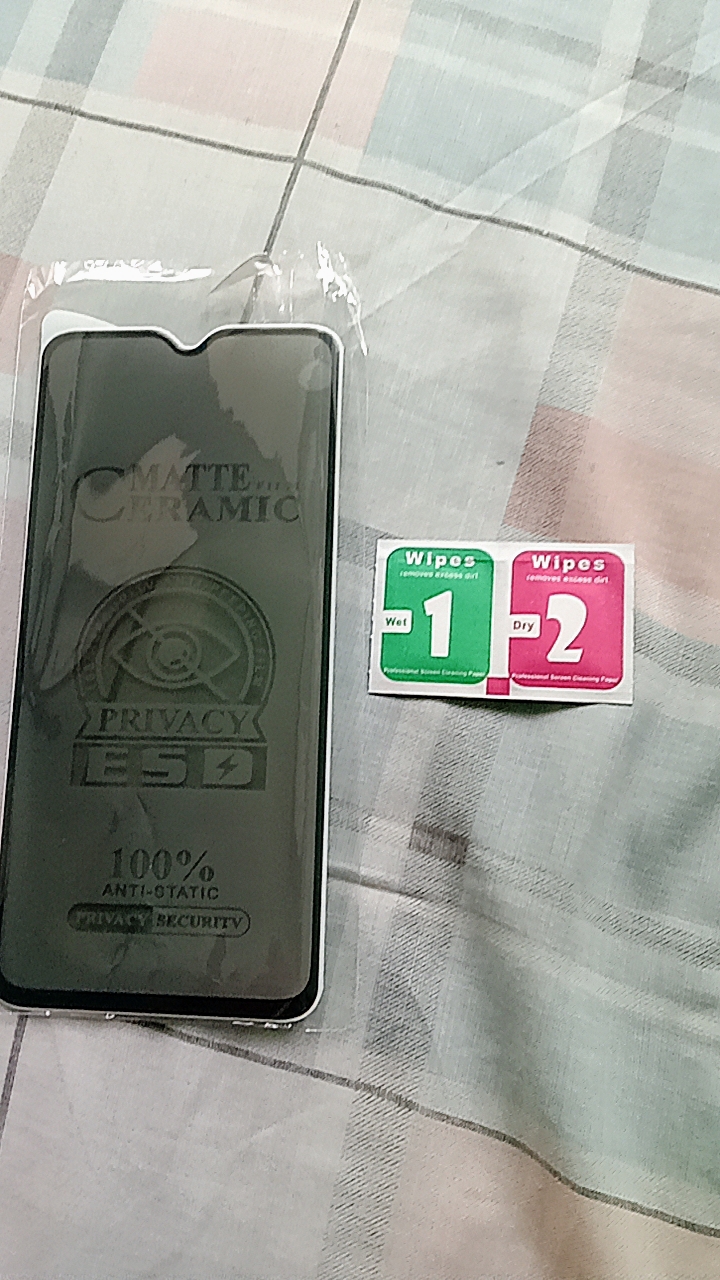 MATTE
CERAMIC
PRIVACY
ESD
100%
ANTI-STATIC
PRIVACY SECURITY
Wipes
removes excess dirt
Wet
1
Professional Screen Cleaning Paper
Wipes
removes excess dirt
Dry
2
Professional Screen Cleaning Paper